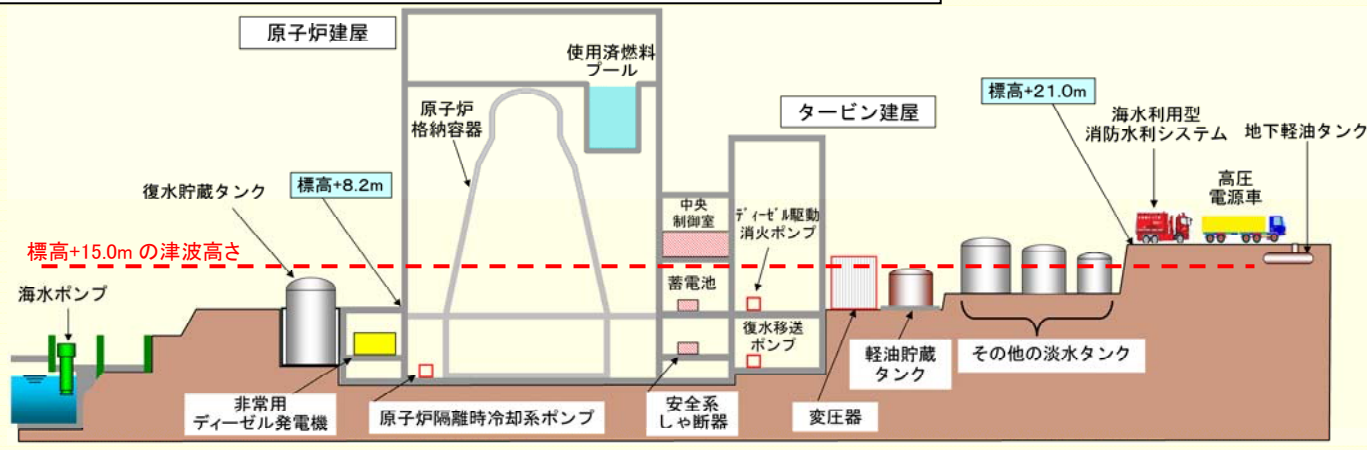 原子炉建屋
使用済燃料
プール
原子炉
格納容器
タービン建屋
標高+21.0m
海水利用型
消防水利システム
地下軽油タンク
高圧
電源車
復水貯蔵タンク
標高+8.2m
中央
制御室
ディーゼル駆動
消火ポンプ
標高+15.0m の津波高さ
海水ポンプ
蓄電池
復水移送
ポンプ
軽油貯蔵
タンク
その他の淡水タンク
非常用
ディーゼル発電機
原子炉隔離時冷却系ポンプ
安全系
しゃ断器
変圧器